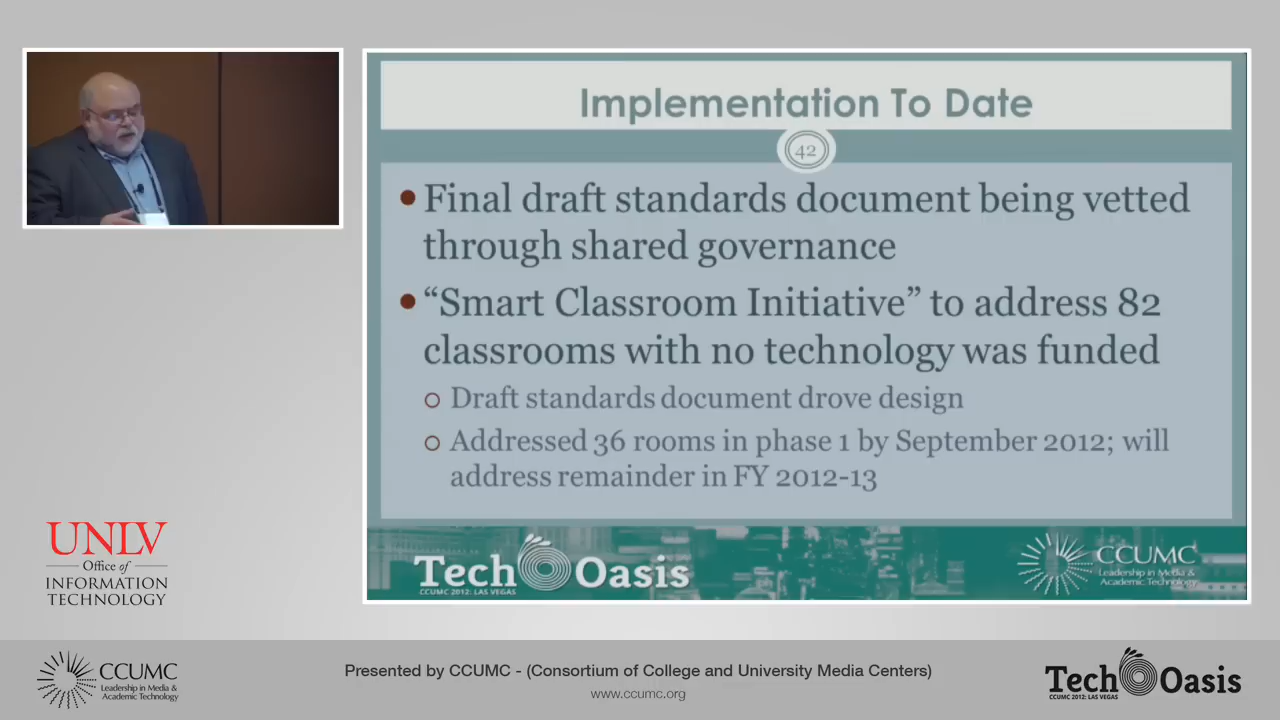 Implementation To Date
42
Final draft standards document being vetted
through shared governance
“Smart Classroom Initiative” to address 82
classrooms with no technology was funded
Draft standards document drove design
Addressed 36 rooms in phase 1 by September 2012; will
address remainder in FY 2012-13
Tech Oasis
CCUMC 2012: LAS VEGAS
CCUMC
Leadership in Media &
Academic Technology
UNLV
Office of
INFORMATION
TECHNOLOGY
CCUMC
Leadership in Media &
Academic Technology
Presented by CCUMC - (Consortium of College and University Media Centers)
www.ccumc.org
Tech Oasis
CCUMC 2012: LAS VEGAS